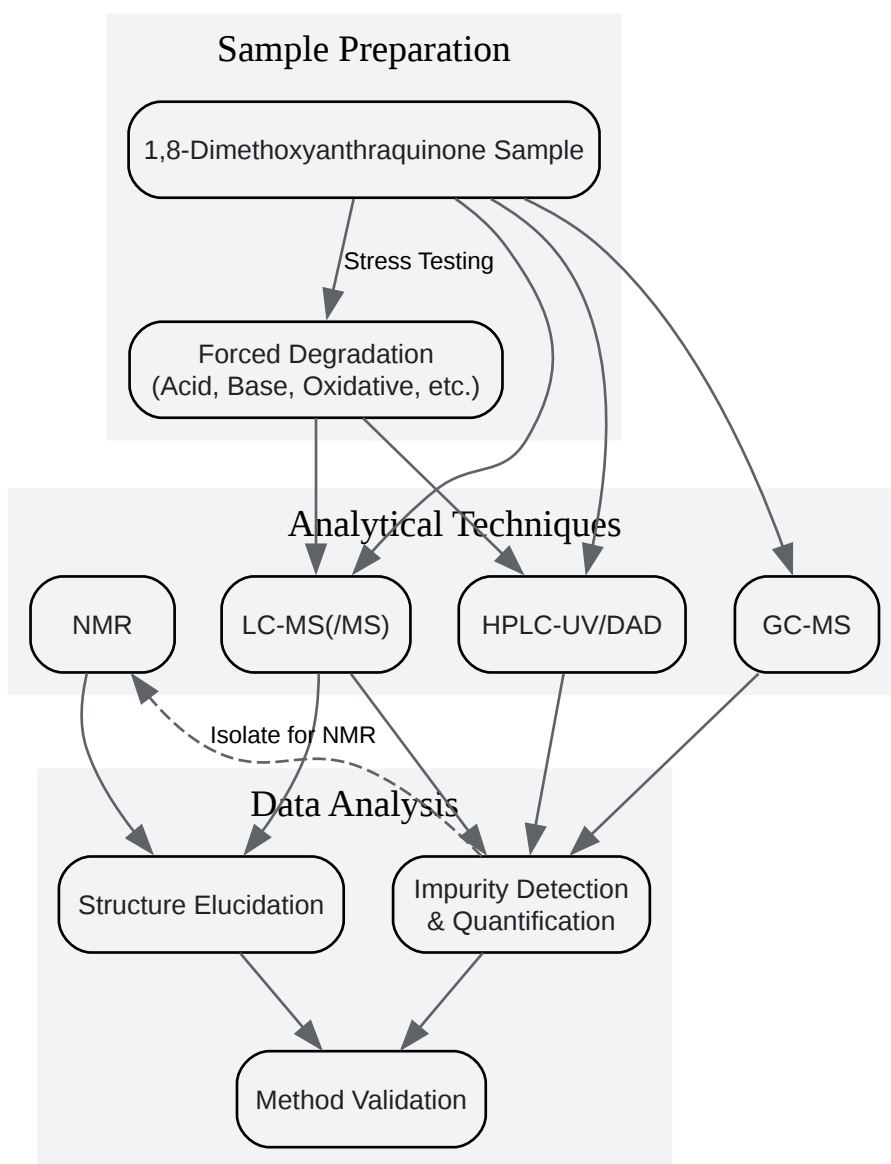 Sample Preparation
1,8-Dimethoxyanthraquinone Sample
Stress Testing
Forced Degradation
(Acid, Base, Oxidative, etc.)
Analytical Techniques
NMR
LC-MS(/MS)
HPLC-UV/DAD
GC-MS
Isolate for NMR
Data Analysis
Structure Elucidation
Impurity Detection
& Quantification
Method Validation